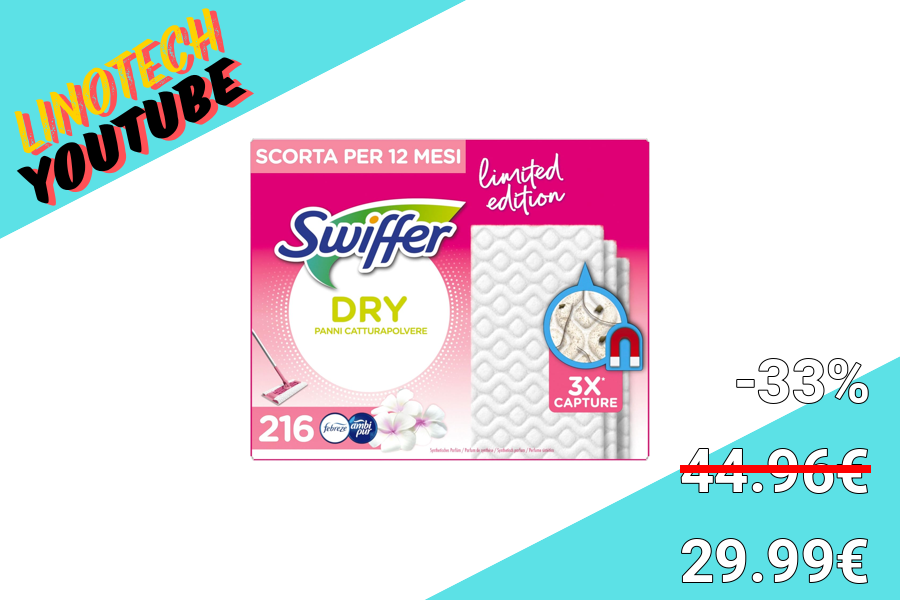 LINOTECH
YOUTUBE
SCORTA PER 12 MESI
limited
edition
Swiffer
DRY
PANNI CATTURAPOLVERE
3X*
CAPTURE
216
febreze
ambi
pur
-33%
44.96€
29.99€